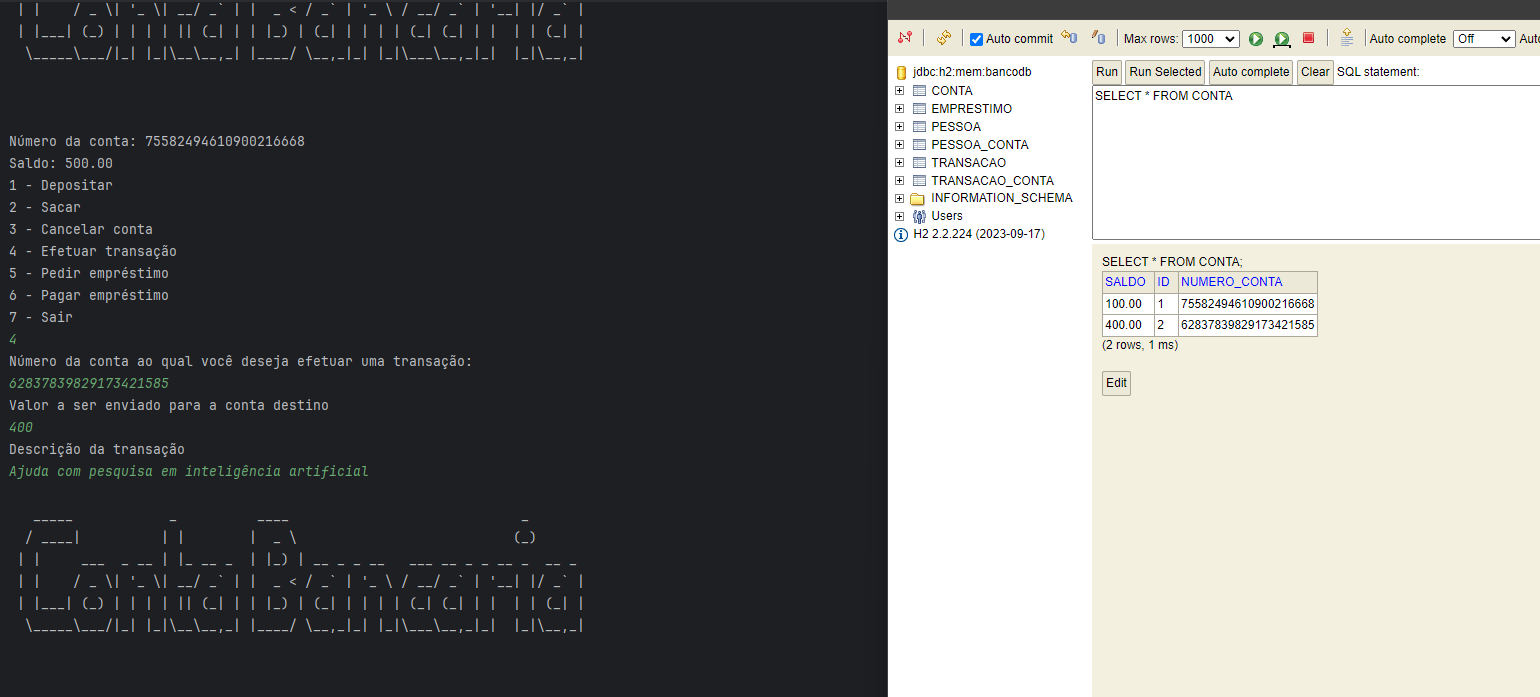 Número da conta: 75582494610900216668
Saldo: 500.00
1 - Depositar
2 - Sacar
3 - Cancelar conta
4 - Efetuar transação
5 - Pedir empréstimo
6 - Pagar empréstimo
7 - Sair
4
Número da conta ao qual você deseja efetuar uma transação:
62837839829173421585
Valor a ser enviado para a conta destino
400
Descrição da transação
Ajuda com pesquisa em inteligência artificial
Conta Bancaria
Auto commit Max rows: 1000 Auto complete Off Auto
jdbc:h2:mem:bancodb
CONTA
EMPRESTIMO
PESSOA
PESSOA_CONTA
TRANSACAO
TRANSACAO_CONTA
INFORMATION_SCHEMA
Users
H2 2.2.224 (2023-09-17)
Run Run Selected Auto complete Clear SQL statement:
SELECT * FROM CONTA
SELECT * FROM CONTA;
SALDO ID NUMERO_CONTA
100.00 1 75582494610900216668
400.00 2 62837839829173421585
(2 rows, 1 ms)
Edit